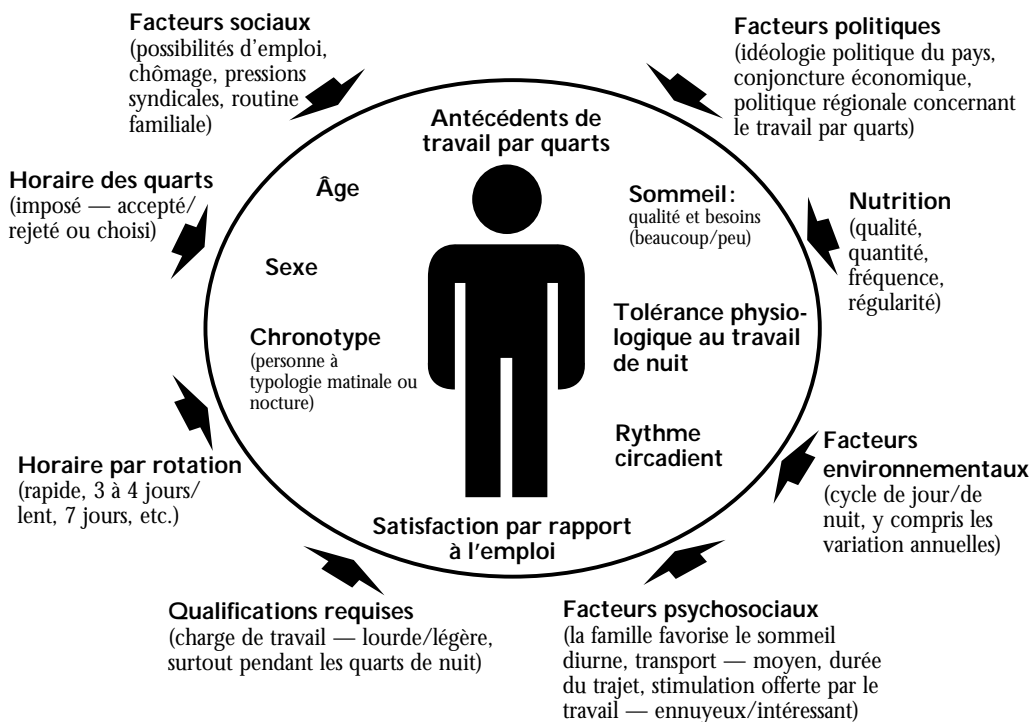 Facteurs sociaux
(possibilités d'emploi,
chômage, pressions
syndicales, routine
familiale)
Facteurs politiques
(idéologie politique du pays,
conjoncture économique,
politique régionale concernant
le travail par quarts)
Antécédents de
travail par quarts
Horaire des quarts
(imposé — accepté/
rejeté ou choisi)
Âge
Sommeil:
qualité et besoins
(beaucoup/peu)
Nutrition
(qualité,
quantité,
fréquence,
régularité)
Sexe
Chronotype
(personne à
typologie matinale ou
nocture)
Tolérance physio-
logique au travail
de nuit
Rythme
circadient
Horaire par rotation
(rapide, 3 à 4 jours/
lent, 7 jours, etc.)
Facteurs
environnementaux
(cycle de jour/de
nuit, y compris les
variation annuelles)
Satisfaction par rapport
à l'emploi
Qualifications requises
(charge de travail — lourde/légère,
surtout pendant les quarts de nuit)
Facteurs psychosociaux
(la famille favorise le sommeil
diurne, transport — moyen, durée
du trajet, stimulation offerte par le
travail — ennuyeux/intéressant)